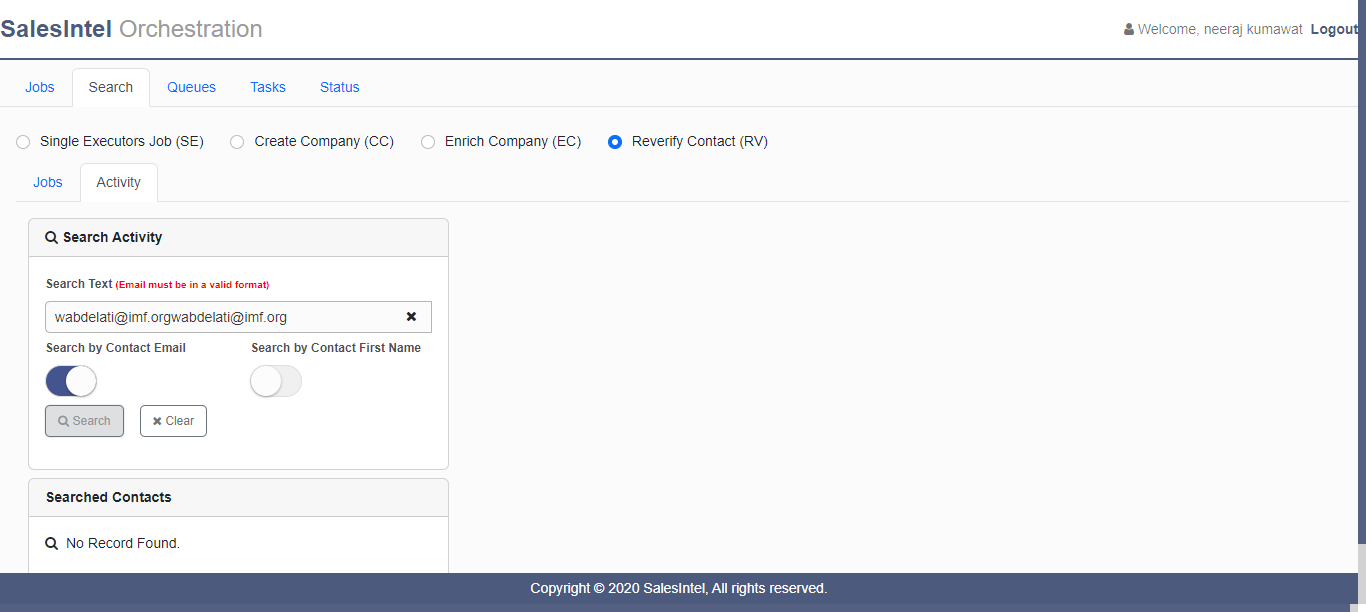 SalesIntel Orchestration
Welcome, neeraj kumawat Logout
Jobs Search Queues Tasks Status
Single Executors Job (SE) Create Company (CC) Enrich Company (EC) Reverify Contact (RV)
Jobs Activity
Search Activity
Search Text (Email must be in a valid format)
wabdelati@imf.orgwabdelati@imf.org
Search by Contact Email Search by Contact First Name
Search Clear
Searched Contacts
No Record Found.
Copyright © 2020 SalesIntel, All rights reserved.